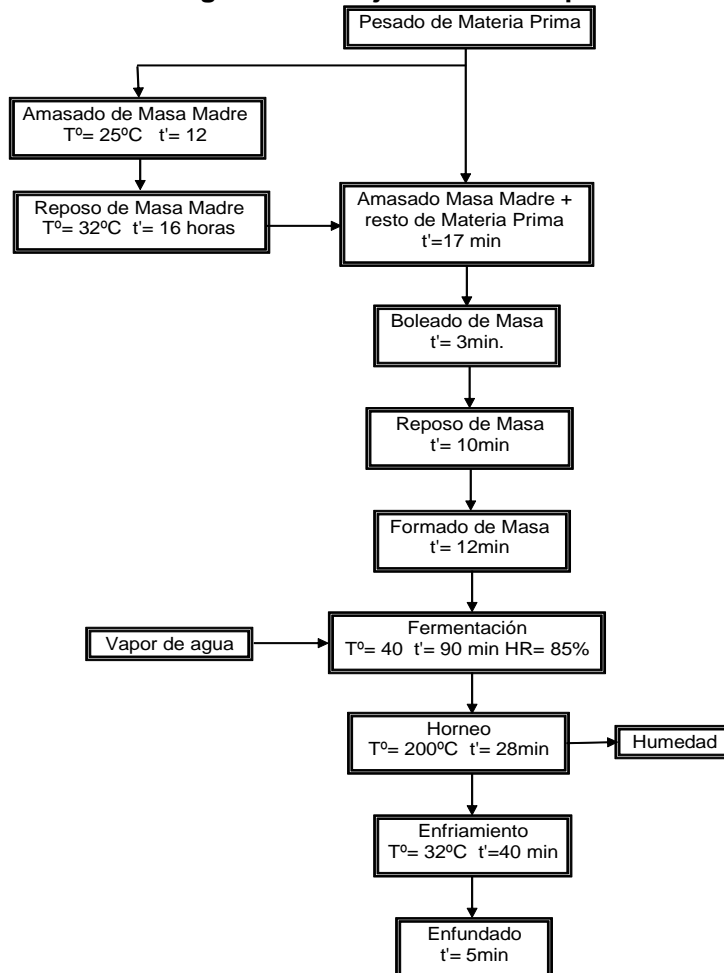 Pesado de Materia Prima
Amasado de Masa Madre
Tº= 25ºC t'= 12
Reposo de Masa Madre
Tº= 32ºC t'= 16 horas
Amasado Masa Madre +
resto de Materia Prima
t'=17 min
Boleado de Masa
t'= 3min.
Reposo de Masa
t'= 10min
Formado de Masa
t'= 12min
Vapor de agua
Fermentación
Tº= 40 t'= 90 min HR= 85%
Horneo
Tº= 200ºC t'= 28min
Humedad
Enfriamiento
Tº= 32ºC t'=40 min
Enfundado
t'= 5min